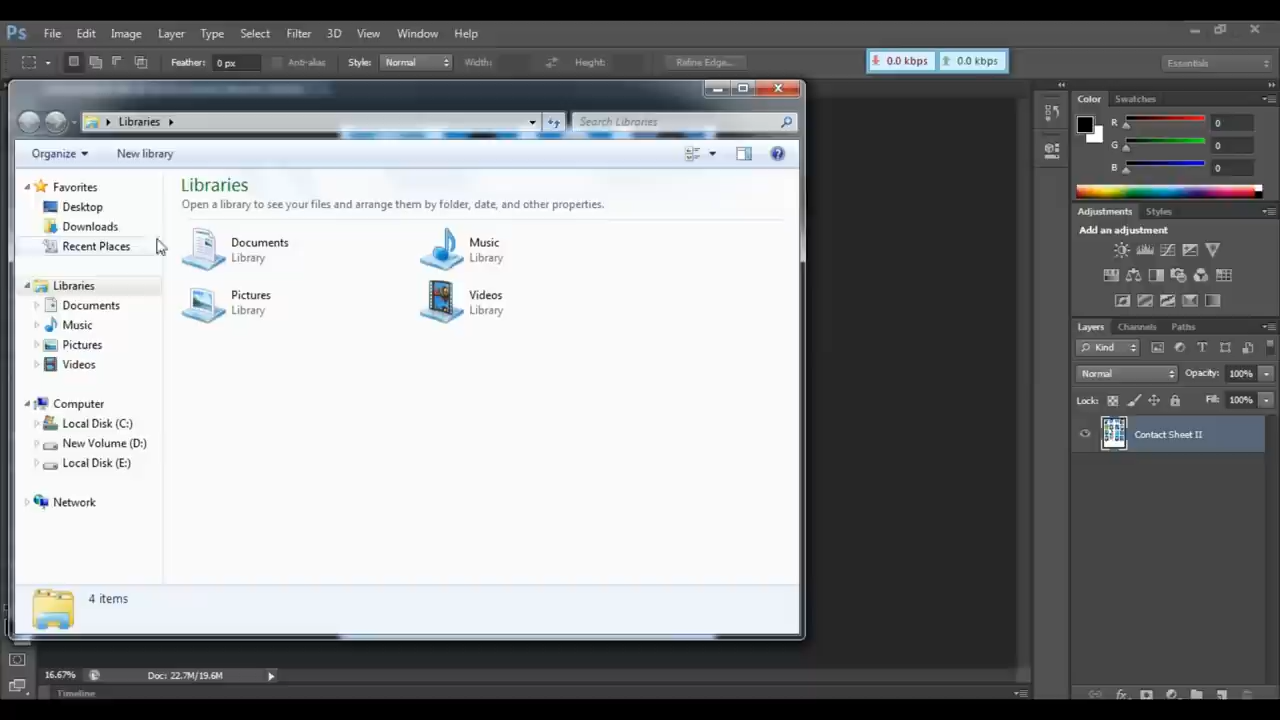 Ps File Edit Image Layer Type Select Filter 3D View Window Help
Feather: 0 px Anti-alias Style: Normal Width: Height: Refine Edge... 0.0 kbps 0.0 kbps Essentials
Libraries
Search Libraries
Organize New library
Favorites
Desktop
Downloads
Recent Places
Libraries
Documents
Music
Pictures
Videos
Computer
Local Disk (C:)
New Volume (D:)
Local Disk (E:)
Network
Libraries
Open a library to see your files and arrange them by folder, date, and other properties.
Documents
Library
Music
Library
Pictures
Library
Videos
Library
4 items
Color Swatches
R 0
G 0
B 0
Adjustments Styles
Add an adjustment
Layers Channels Paths
Kind
Normal Opacity: 100%
Lock: Fill: 100%
Contact Sheet II
16.67% Doc: 22.7M/19.6M
Timeline